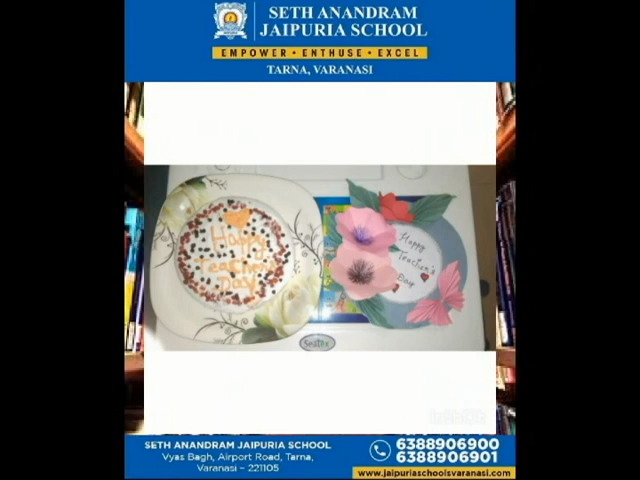 SETH ANANDRAM
JAIPURIA SCHOOL
EMPOWER • ENTHUSE • EXCEL
TARNA, VARANASI
Happy
Teacher's
Day
Happy
Teacher's
Day
Seatex
SETH ANANDRAM JAIPURIA SCHOOL
Vyas Bagh, Airport Road, Tarna,
Varanasi – 221105
6388906900
6388906901
www.jaipuriaschoolsvaranasi.com